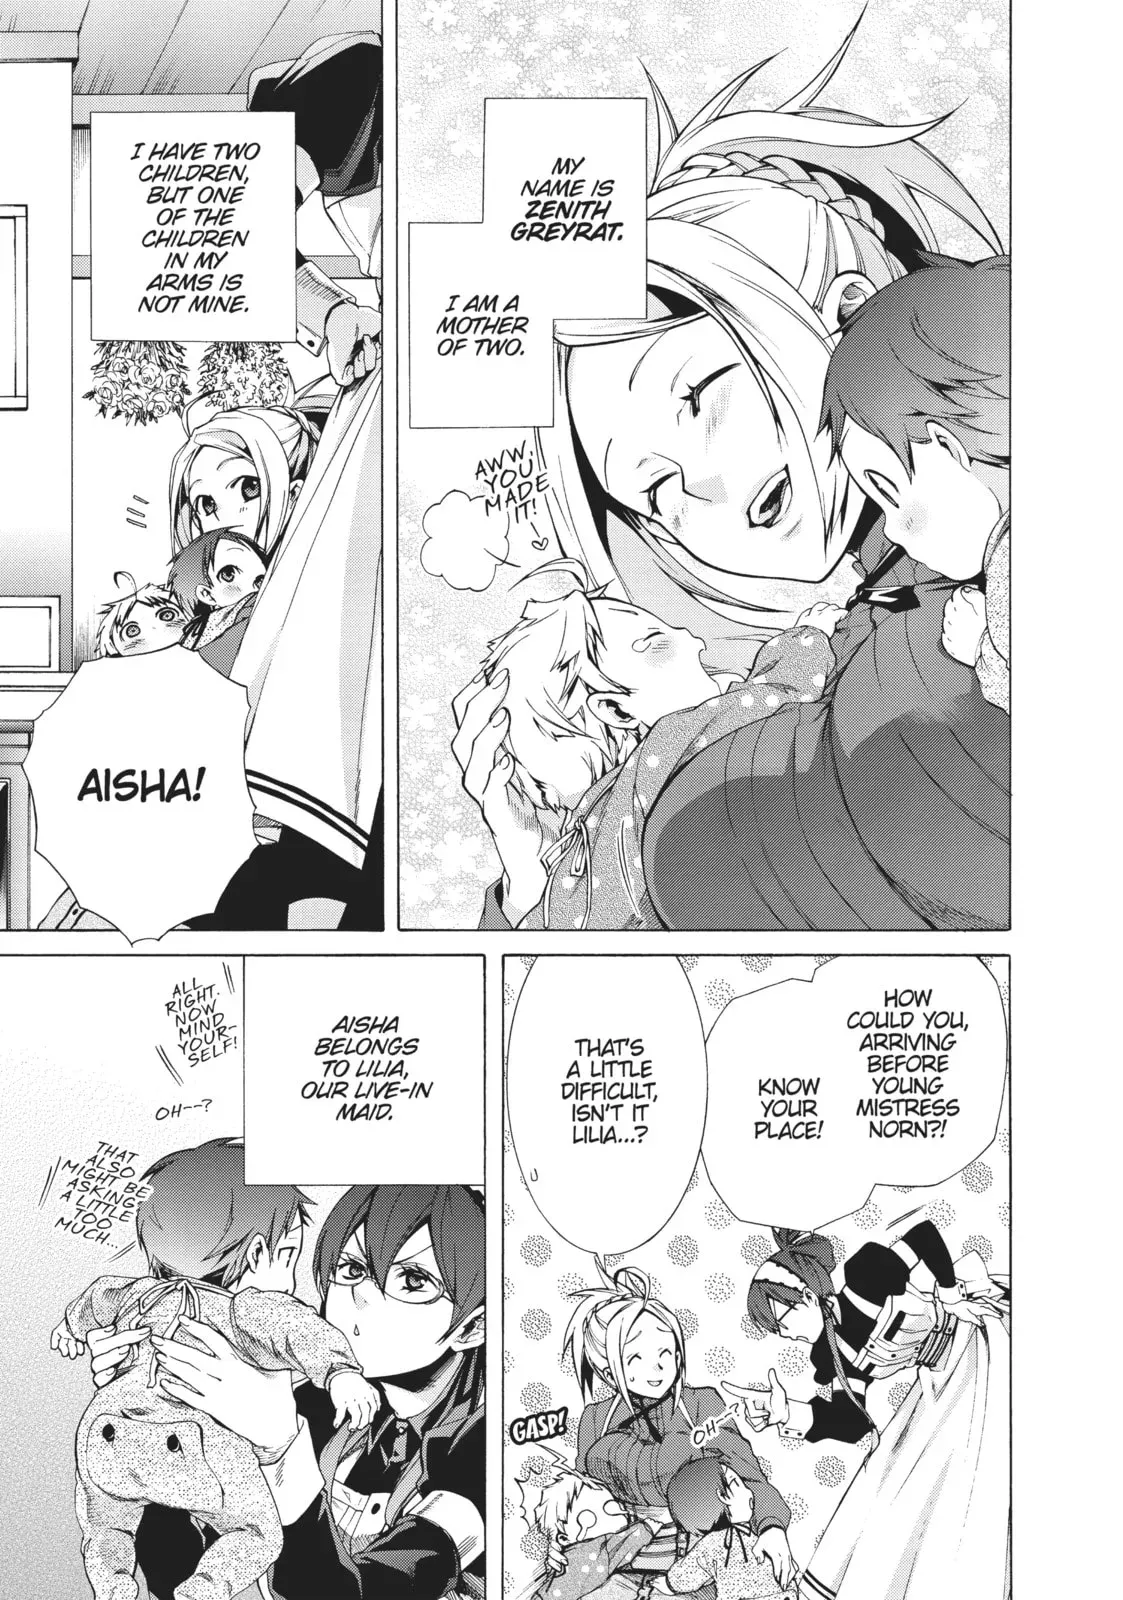 MY
NAME IS
ZENITH
GREYRAT.
I AM A
MOTHER
OF TWO.
AWW,
YOU
MADE
IT!
I HAVE TWO
CHILDREN,
BUT ONE
OF THE
CHILDREN
IN MY
ARMS IS
NOT MINE.
AISHA!
HOW
COULD YOU,
ARRIVING
BEFORE
YOUNG
MISTRESS
NORN?!
KNOW
YOUR
PLACE!
THAT'S
A LITTLE
DIFFICULT,
ISN'T IT
LILIA...?
OH--?
GASP!
AISHA
BELONGS
TO LILIA,
OUR LIVE-IN
MAID.
ALL
RIGHT.
NOW
MIND
YOUR-
SELF!
OH--?
THAT
ALSO
MIGHT BE
ASKING
A LITTLE
TOO
MUCH...